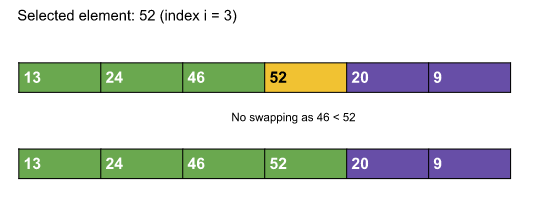 Selected element: 52 (index i = 3)
13 24 46 52 20 9
No swapping as 46 < 52
13 24 46 52 20 9